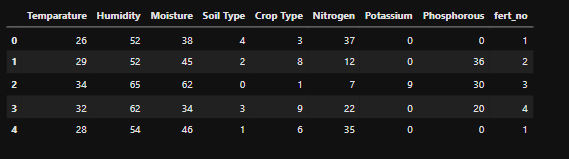 Temparature Humidity Moisture Soil Type Crop Type Nitrogen Potassium Phosphorous fert_no
0 26 52 38 4 3 37 0 0 1
1 29 52 45 2 8 12 0 36 2
2 34 65 62 0 1 7 9 30 3
3 32 62 34 3 9 22 0 20 4
4 28 54 46 1 6 35 0 0 1